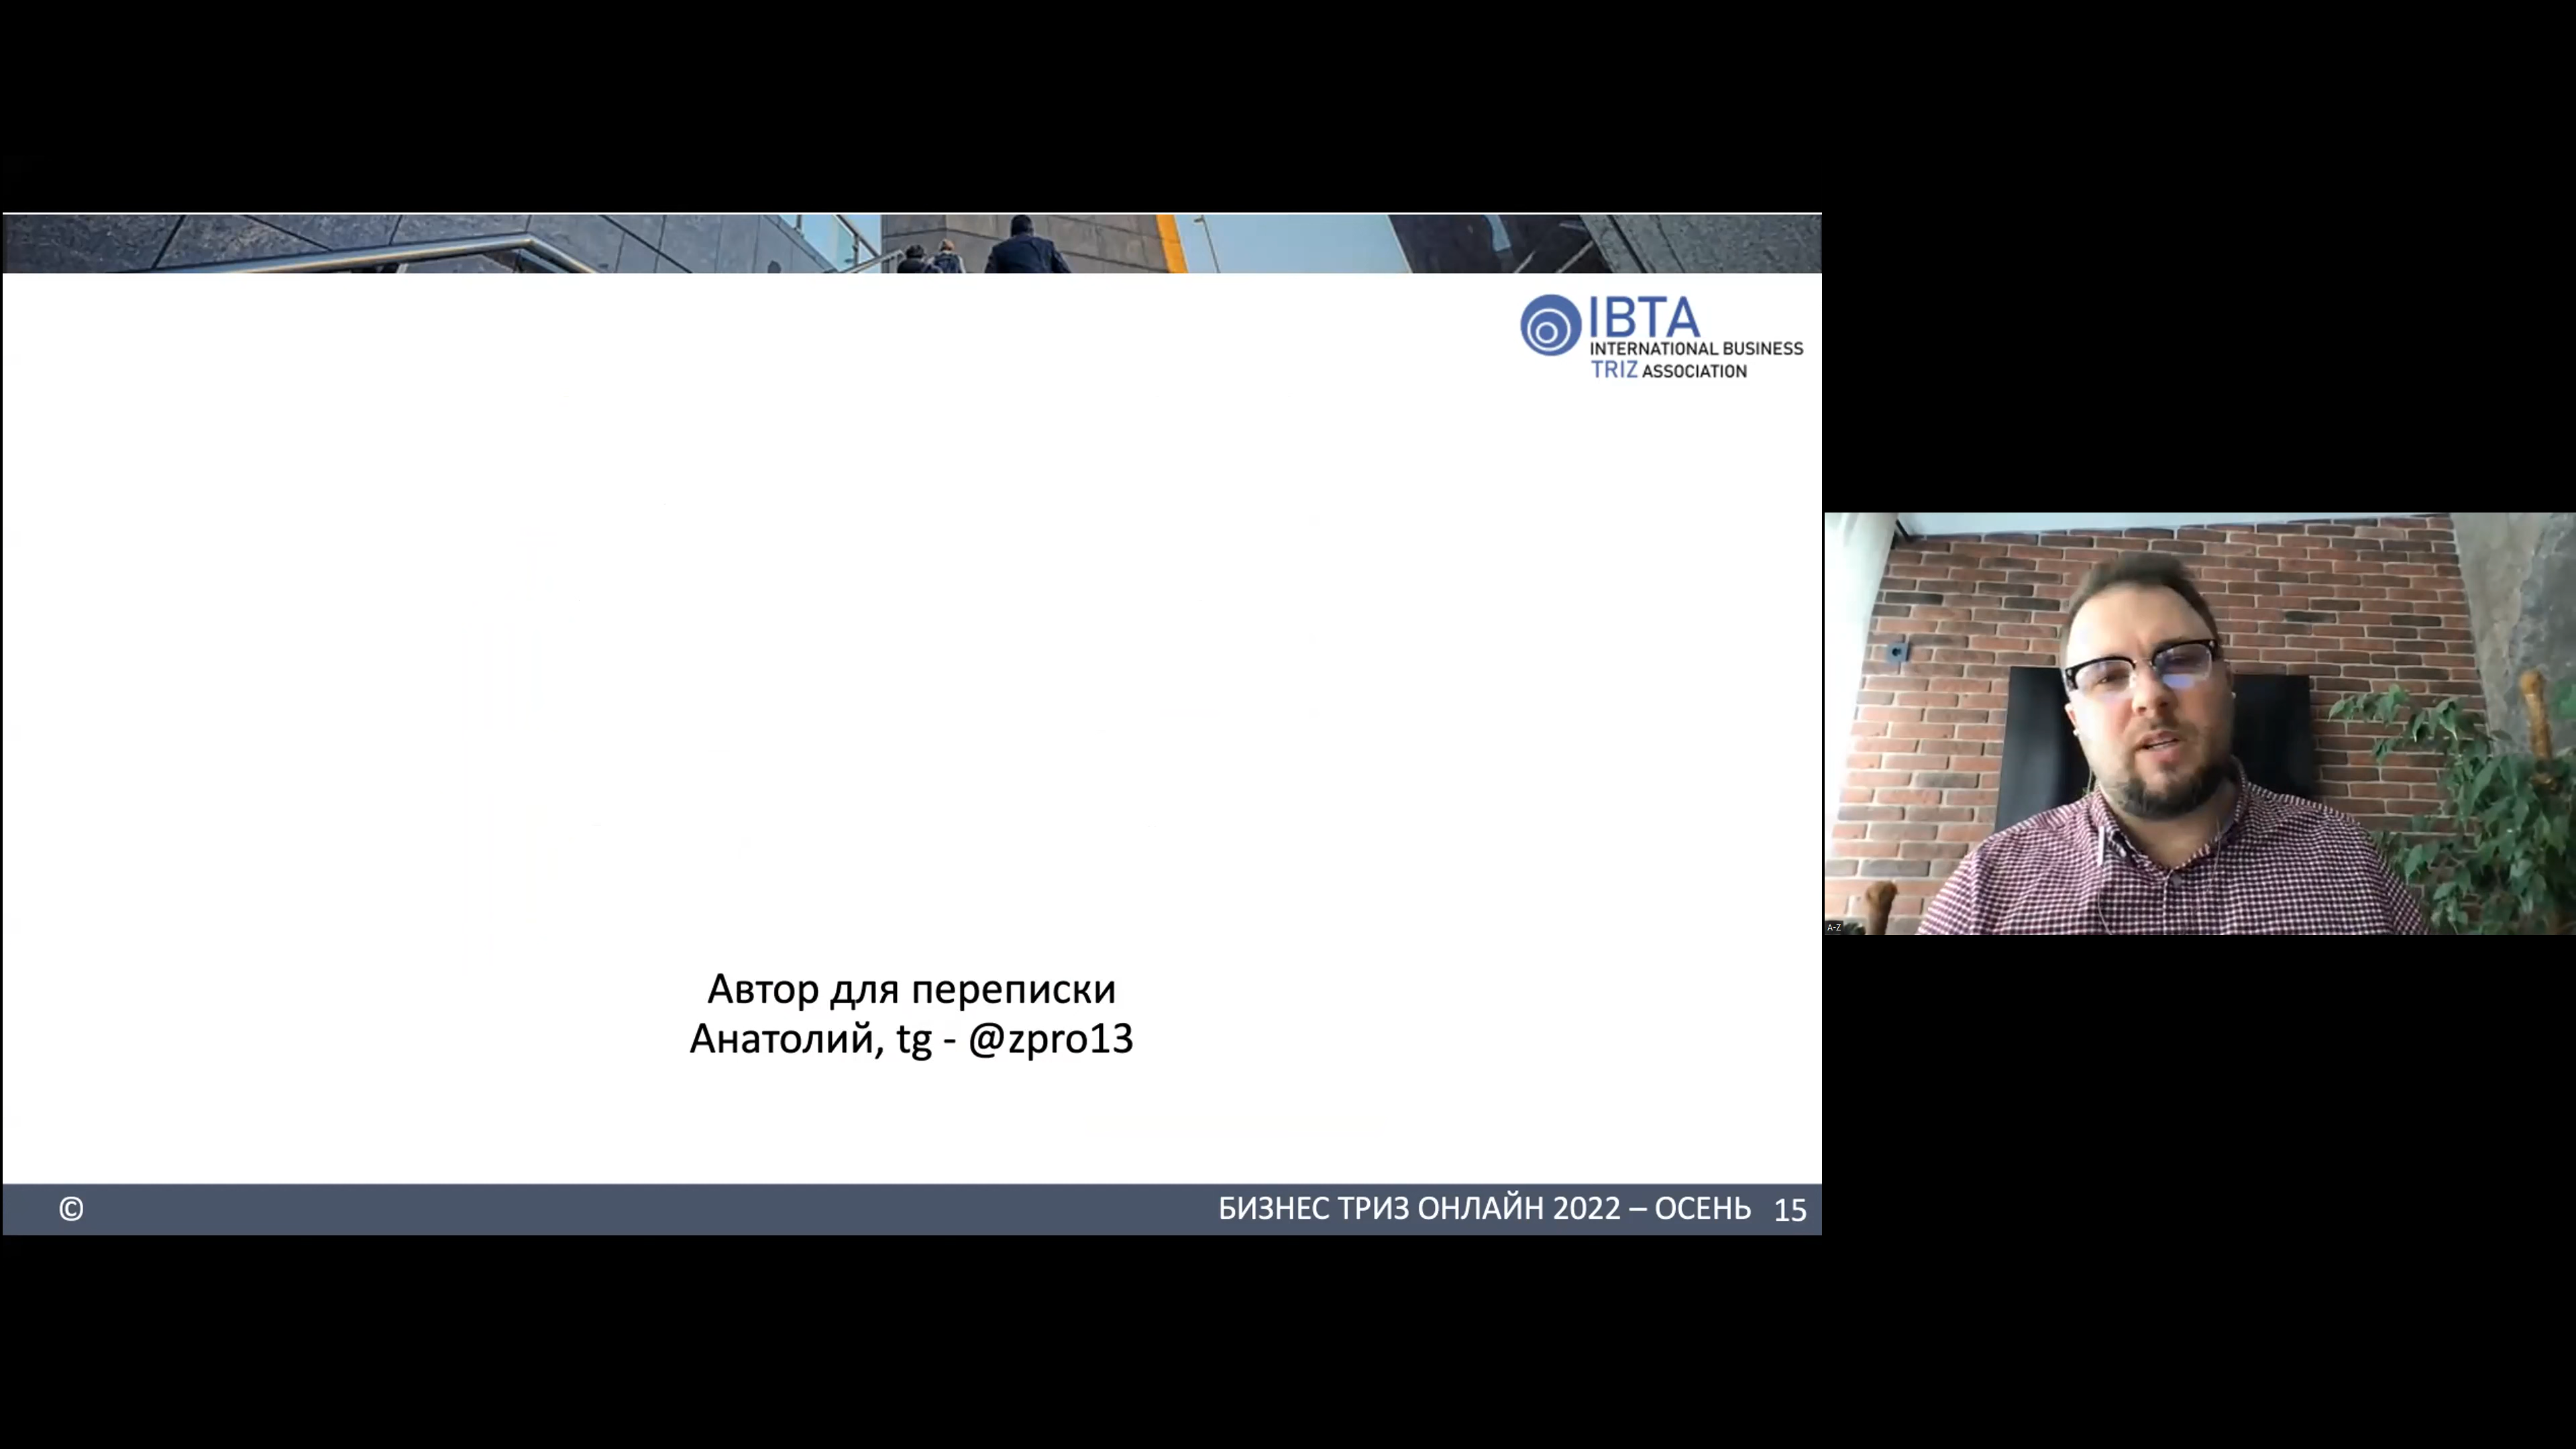 IBTA
INTERNATIONAL BUSINESS
TRIZ ASSOCIATION
Автор для переписки
Анатолий, tg - @zpro13
©
БИЗНЕС ТРИЗ ОНЛАЙН 2022 – ОСЕНЬ 15
A-Z